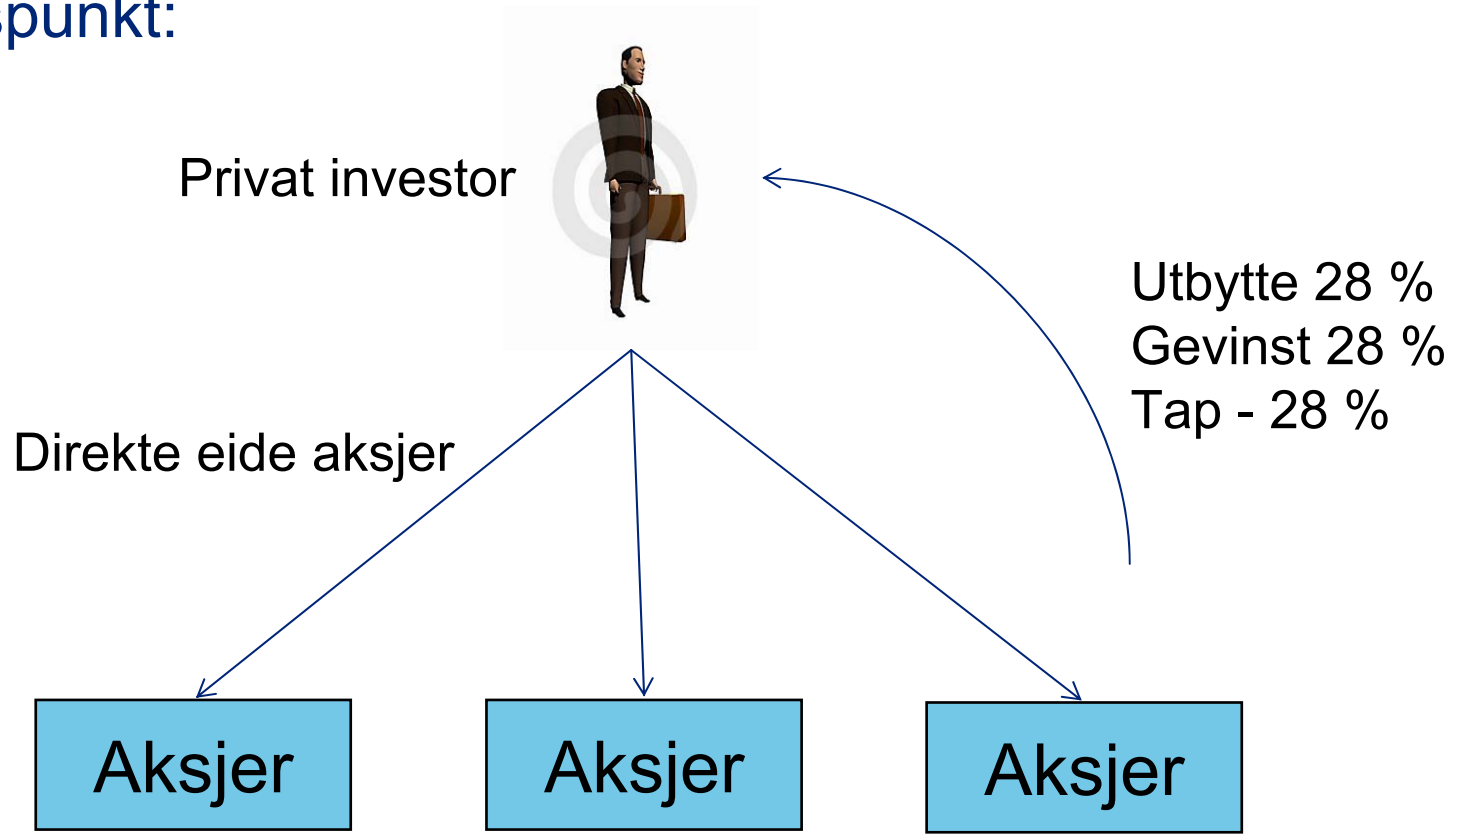 spunkt:
Privat investor
Utbytte 28 %
Gevinst 28 %
Tap - 28 %
Direkte eide aksjer
Aksjer
Aksjer
Aksjer